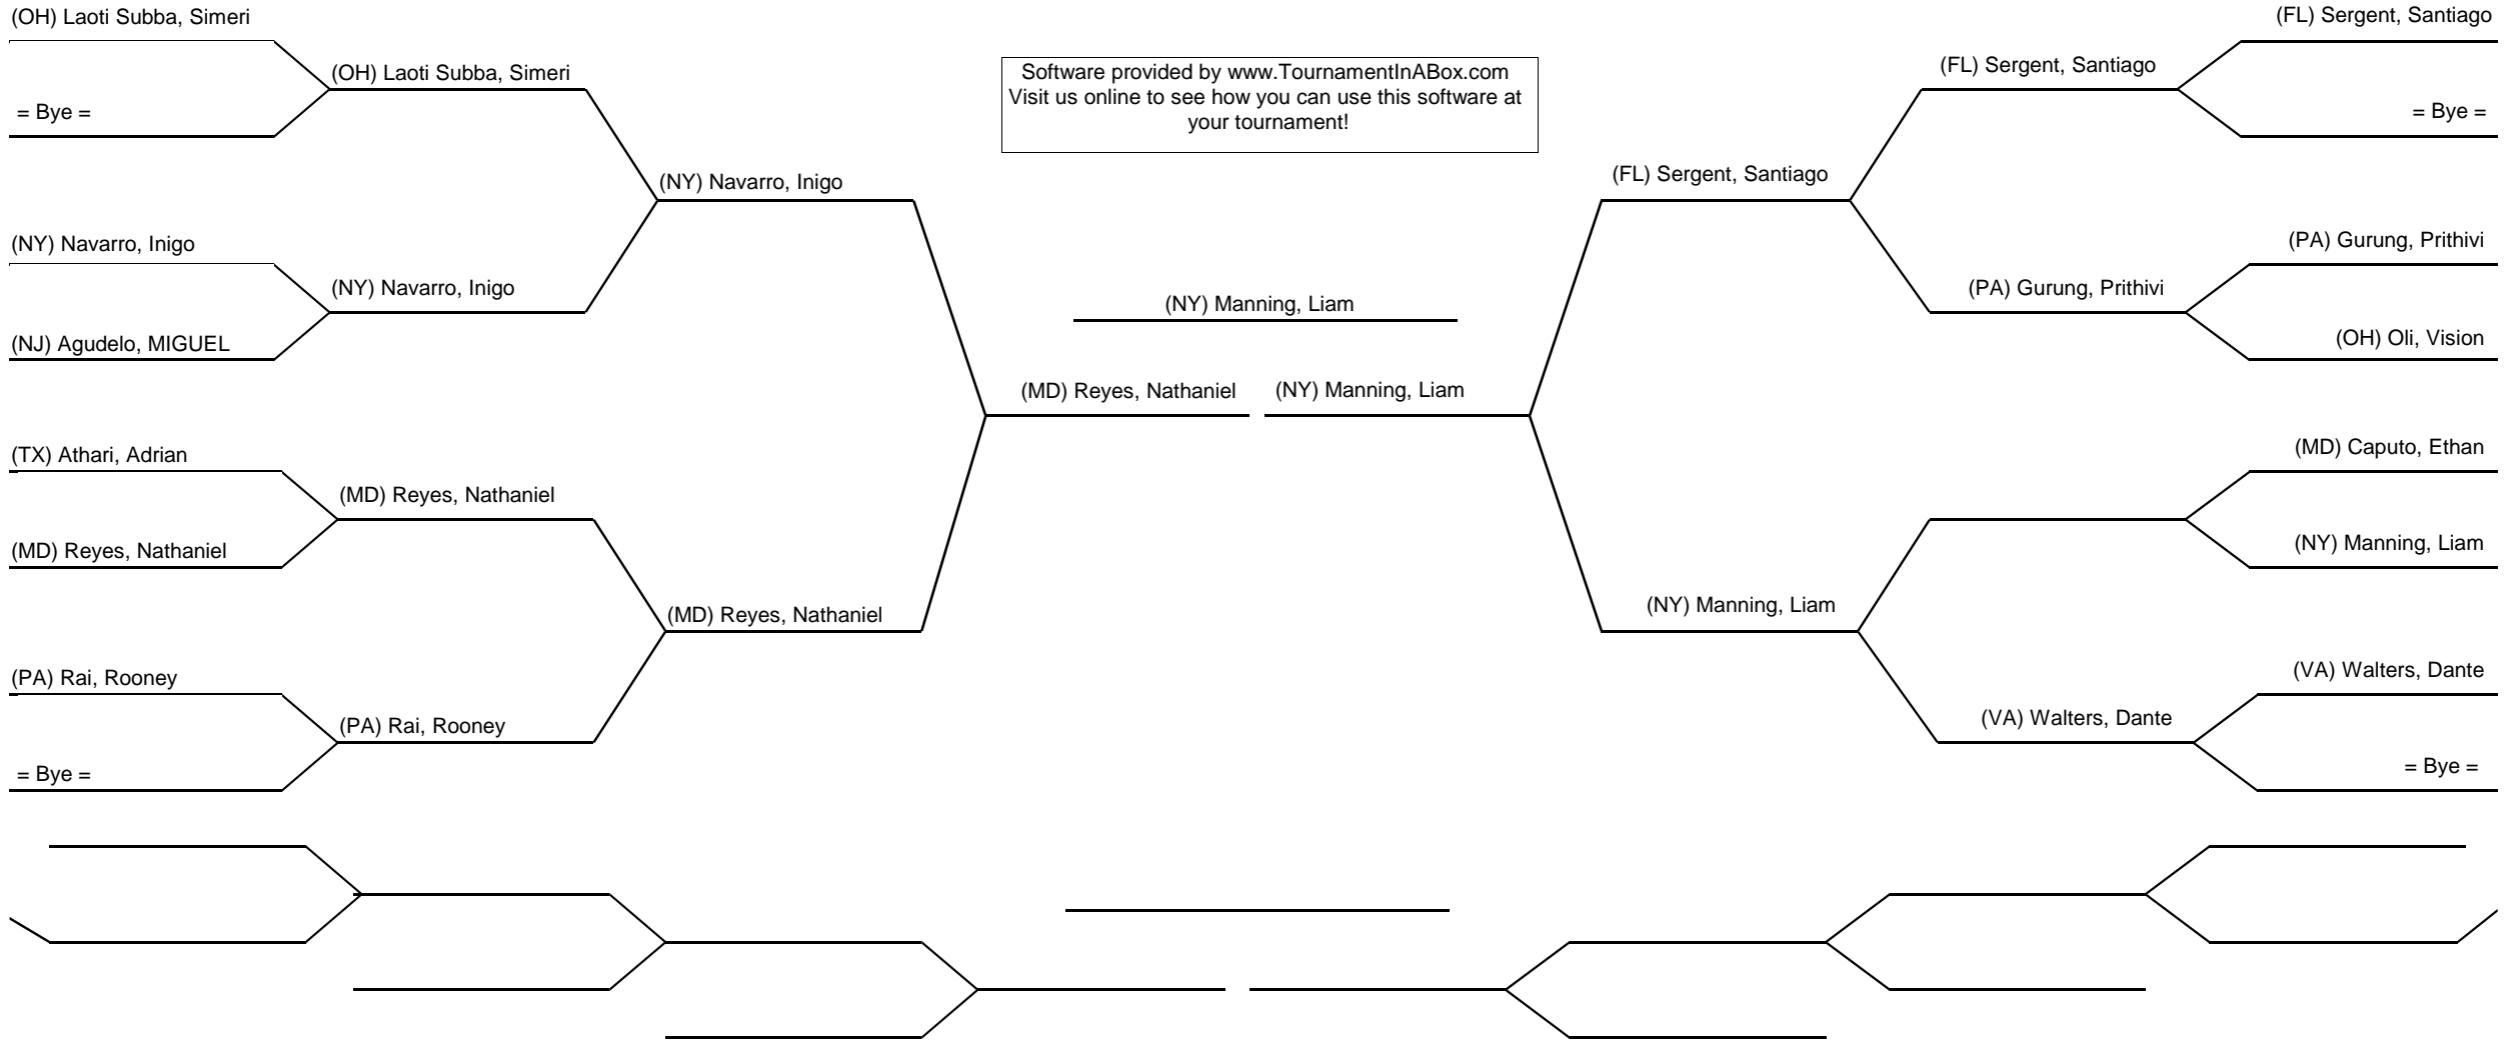 (OH) Laoti Subba, Simeri
= Bye =
(NY) Navarro, Inigo
(NJ) Agudelo, MIGUEL
(TX) Athari, Adrian
(MD) Reyes, Nathaniel
(PA) Rai, Rooney
= Bye =
(OH) Laoti Subba, Simeri
(NY) Navarro, Inigo
(MD) Reyes, Nathaniel
(PA) Rai, Rooney
(NY) Navarro, Inigo
(MD) Reyes, Nathaniel
Software provided by www.TournamentInABox.com
Visit us online to see how you can use this software at
your tournament!
(NY) Manning, Liam
(MD) Reyes, Nathaniel
(NY) Manning, Liam
(FL) Sergent, Santiago
(NY) Manning, Liam
(FL) Sergent, Santiago
(PA) Gurung, Prithivi
(VA) Walters, Dante
(FL) Sergent, Santiago
= Bye =
(PA) Gurung, Prithivi
(OH) Oli, Vision
(MD) Caputo, Ethan
(NY) Manning, Liam
(VA) Walters, Dante
= Bye =